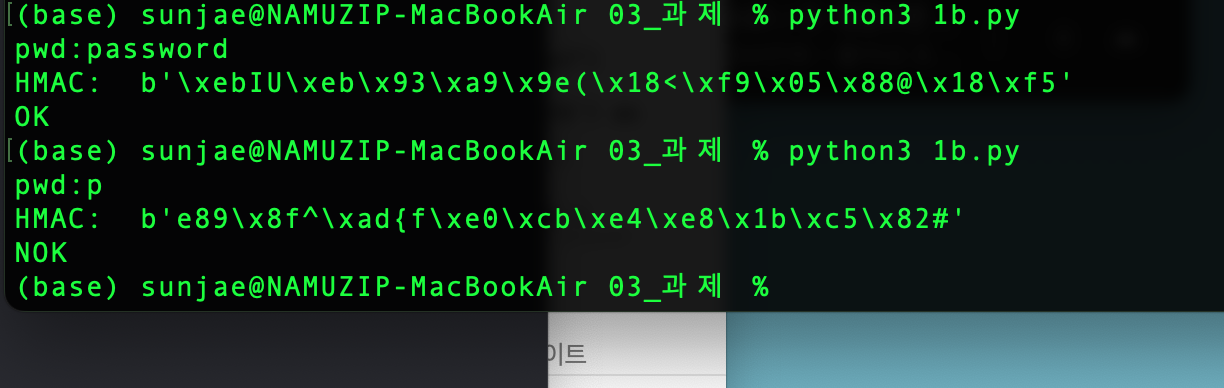 (base) sunjae@NAMUZIP-MacBookAir 03_과제 % python3 1b.py
pwd:password
HMAC:  b'\xebIU\xeb\x93\xa9\x9e(\x18<\xf9\x05\x88@\x18\xf5'
OK
(base) sunjae@NAMUZIP-MacBookAir 03_과제 % python3 1b.py
pwd:p
HMAC:  b'e89\x8f^\xad{f\xe0\xcb\xe4\xe8\x1b\xc5\x82#'
NOK
(base) sunjae@NAMUZIP-MacBookAir 03_과제 %
이트